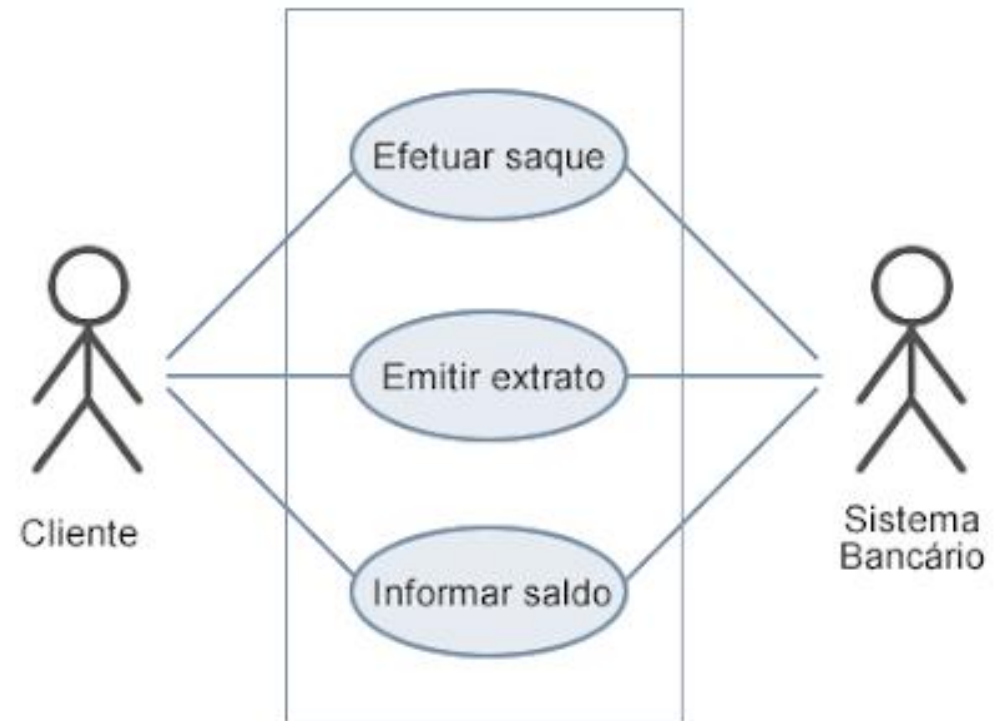 Efetuar saque
Emitir extrato
Informar saldo
Cliente
Sistema
Bancário